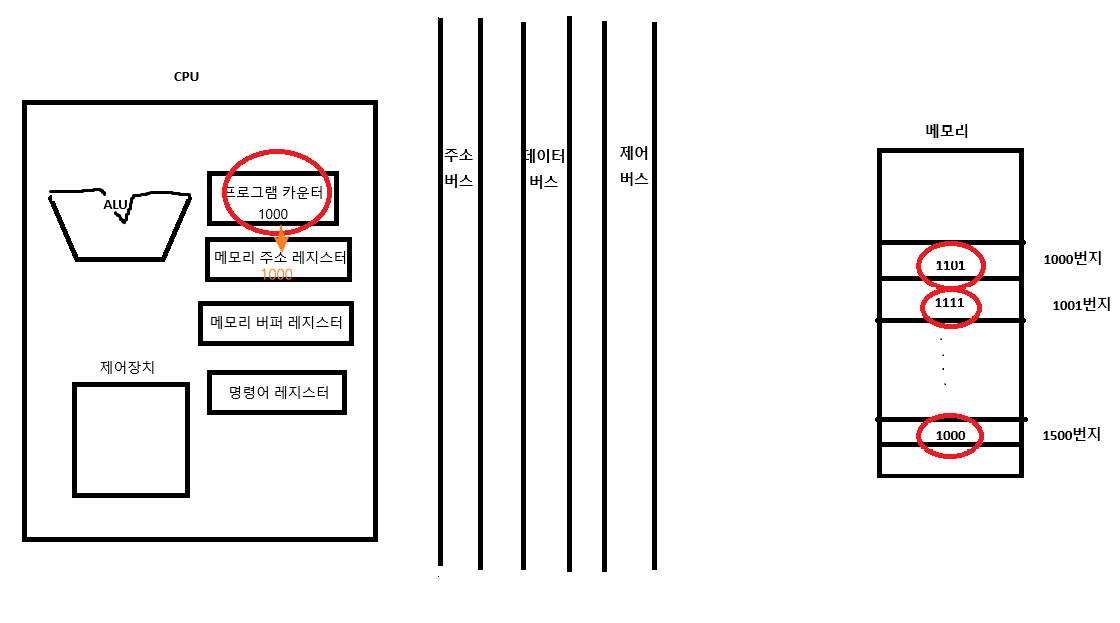 CPU
ALU
프로그램 카운터
1000
메모리 주소 레지스터
1000
메모리 버퍼 레지스터
명령어 레지스터
제어장치
주소
버스
데이터
버스
제어
버스
메모리
1101
1000번지
1111
1001번지
1000
1500번지